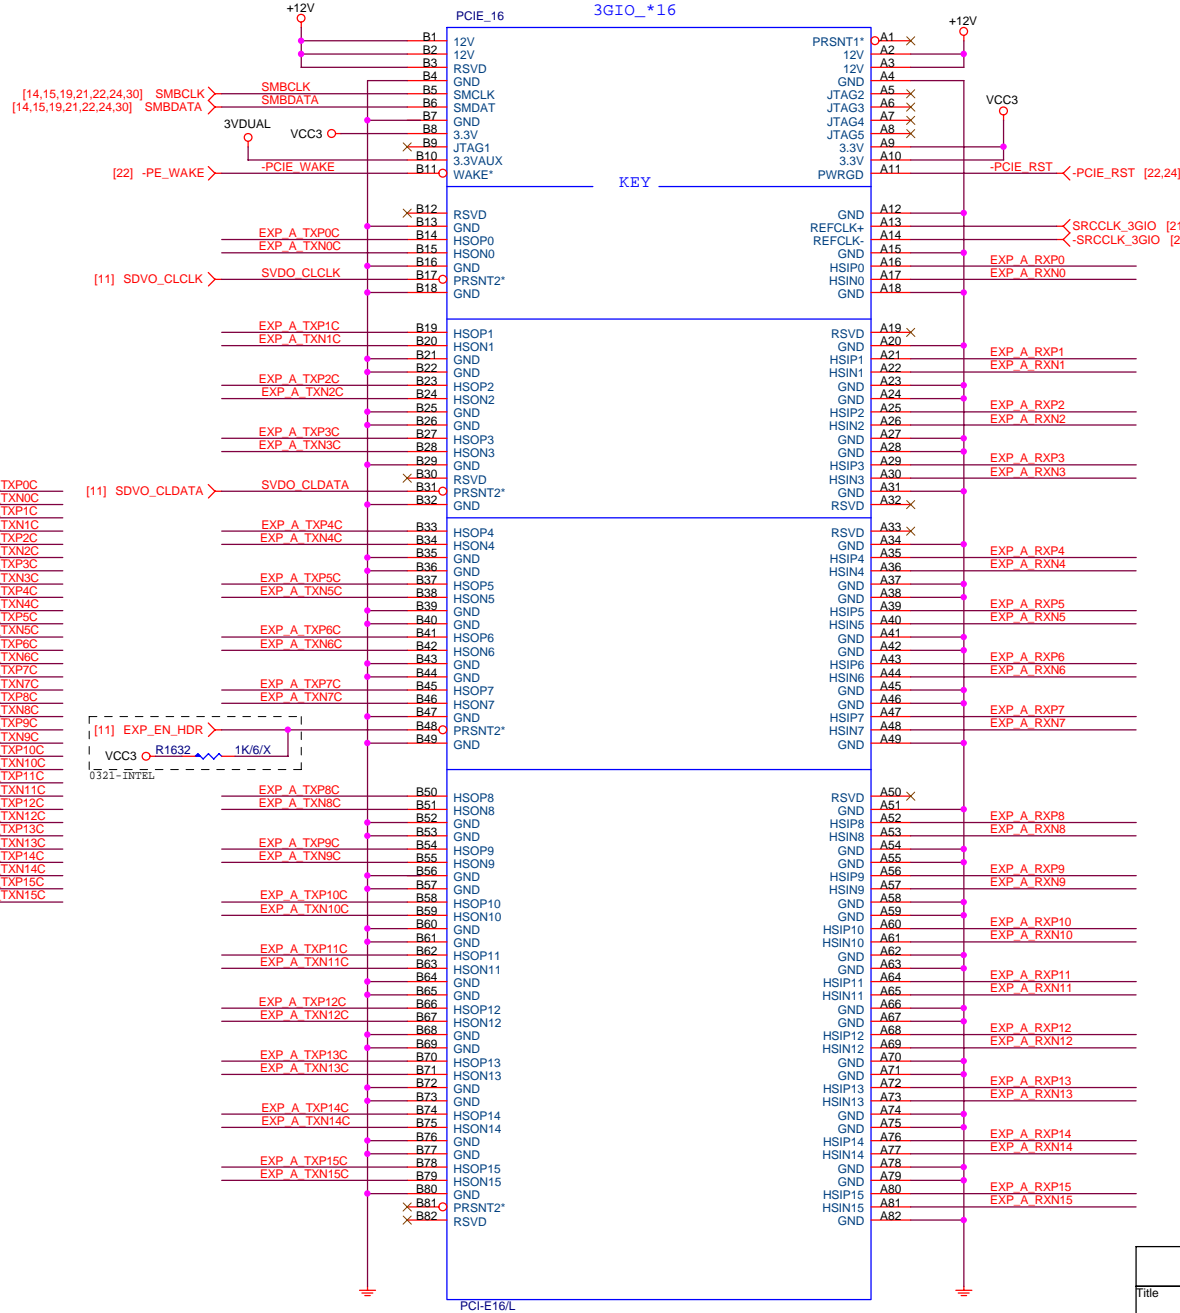 3GIO_*16
PCIE_16
+12V
+12V
B1 12V PRSNT1* A1
B2 12V 12V A2
B3 RSVD 12V A3
B4 GND GND A4
[14,15,19,21,22,24,30] SMBCLK SMBCLK B5 SMCLK JTAG2 A5
[14,15,19,21,22,24,30] SMBDATA SMBDATA B6 SMDAT JTAG3 A6
B7 GND JTAG4 A7
3VDUAL VCC3 B8 3.3V JTAG5 A8 VCC3
B9 JTAG1 3.3V A9
B10 3.3VAUX 3.3V A10
[22] -PE_WAKE -PCIE_WAKE B11 WAKE* PWRGD A11 -PCIE_RST -PCIE_RST [22,24]
KEY
B12 RSVD GND A12
B13 GND REFCLK+ A13 SRCCLK_3GIO [21
EXP_A_TXP0C B14 HSOP0 REFCLK- A14 -SRCCLK_3GIO [2
EXP_A_TXN0C B15 HSON0 GND A15
B16 GND HSIP0 A16 EXP_A_RXP0
[11] SDVO_CLCLK SVDO_CLCLK B17 PRSNT2* HSIN0 A17 EXP_A_RXN0
B18 GND GND A18
EXP_A_TXP1C B19 HSOP1 RSVD A19
EXP_A_TXN1C B20 HSON1 GND A20
B21 GND HSIP1 A21 EXP_A_RXP1
B22 GND HSIN1 A22 EXP_A_RXN1
EXP_A_TXP2C B23 HSOP2 GND A23
EXP_A_TXN2C B24 HSON2 GND A24
B25 GND HSIP2 A25 EXP_A_RXP2
B26 GND HSIN2 A26 EXP_A_RXN2
EXP_A_TXP3C B27 HSOP3 GND A27
EXP_A_TXN3C B28 HSON3 GND A28
B29 GND HSIP3 A29 EXP_A_RXP3
B30 RSVD HSIN3 A30 EXP_A_RXN3
[11] SDVO_CLDATA SVDO_CLDATA B31 PRSNT2* GND A31
B32 GND RSVD A32
EXP_A_TXP4C B33 HSOP4 RSVD A33
EXP_A_TXN4C B34 HSON4 GND A34
B35 GND HSIP4 A35 EXP_A_RXP4
B36 GND HSIN4 A36 EXP_A_RXN4
EXP_A_TXP5C B37 HSOP5 GND A37
EXP_A_TXN5C B38 HSON5 GND A38
B39 GND HSIP5 A39 EXP_A_RXP5
B40 GND HSIN5 A40 EXP_A_RXN5
EXP_A_TXP6C B41 HSOP6 GND A41
EXP_A_TXN6C B42 HSON6 GND A42
B43 GND HSIP6 A43 EXP_A_RXP6
B44 GND HSIN6 A44 EXP_A_RXN6
EXP_A_TXP7C B45 HSOP7 GND A45
EXP_A_TXN7C B46 HSON7 GND A46
B47 GND HSIP7 A47 EXP_A_RXP7
[11] EXP_EN_HDR B48 PRSNT2* HSIN7 A48 EXP_A_RXN7
B49 GND GND A49
VCC3 R1632 1K/6/X
0321-INTEL
EXP_A_TXP8C B50 HSOP8 RSVD A50
EXP_A_TXN8C B51 HSON8 GND A51
B52 GND HSIP8 A52 EXP_A_RXP8
B53 GND HSIN8 A53 EXP_A_RXN8
EXP_A_TXP9C B54 HSOP9 GND A54
EXP_A_TXN9C B55 HSON9 GND A55
B56 GND HSIP9 A56 EXP_A_RXP9
B57 GND HSIN9 A57 EXP_A_RXN9
EXP_A_TXP10C B58 HSOP10 GND A58
EXP_A_TXN10C B59 HSON10 GND A59
B60 GND HSIP10 A60 EXP_A_RXP10
B61 GND HSIN10 A61 EXP_A_RXN10
EXP_A_TXP11C B62 HSOP11 GND A62
EXP_A_TXN11C B63 HSON11 GND A63
B64 GND HSIP11 A64 EXP_A_RXP11
B65 GND HSIN11 A65 EXP_A_RXN11
EXP_A_TXP12C B66 HSOP12 GND A66
EXP_A_TXN12C B67 HSON12 GND A67
B68 GND HSIP12 A68 EXP_A_RXP12
B69 GND HSIN12 A69 EXP_A_RXN12
EXP_A_TXP13C B70 HSOP13 GND A70
EXP_A_TXN13C B71 HSON13 GND A71
B72 GND HSIP13 A72 EXP_A_RXP13
B73 GND HSIN13 A73 EXP_A_RXN13
EXP_A_TXP14C B74 HSOP14 GND A74
EXP_A_TXN14C B75 HSON14 GND A75
B76 GND HSIP14 A76 EXP_A_RXP14
B77 GND HSIN14 A77 EXP_A_RXN14
EXP_A_TXP15C B78 HSOP15 GND A78
EXP_A_TXN15C B79 HSON15 GND A79
B80 GND HSIP15 A80 EXP_A_RXP15
B81 PRSNT2* HSIN15 A81 EXP_A_RXN15
B82 RSVD GND A82
PCI-E16/L
TXP0C
TXN0C
TXP1C
TXN1C
TXP2C
TXN2C
TXP3C
TXN3C
TXP4C
TXN4C
TXP5C
TXN5C
TXP6C
TXN6C
TXP7C
TXN7C
TXP8C
TXN8C
TXP9C
TXN9C
TXP10C
TXN10C
TXP11C
TXN11C
TXP12C
TXN12C
TXP13C
TXN13C
TXP14C
TXN14C
TXP15C
TXN15C
Title